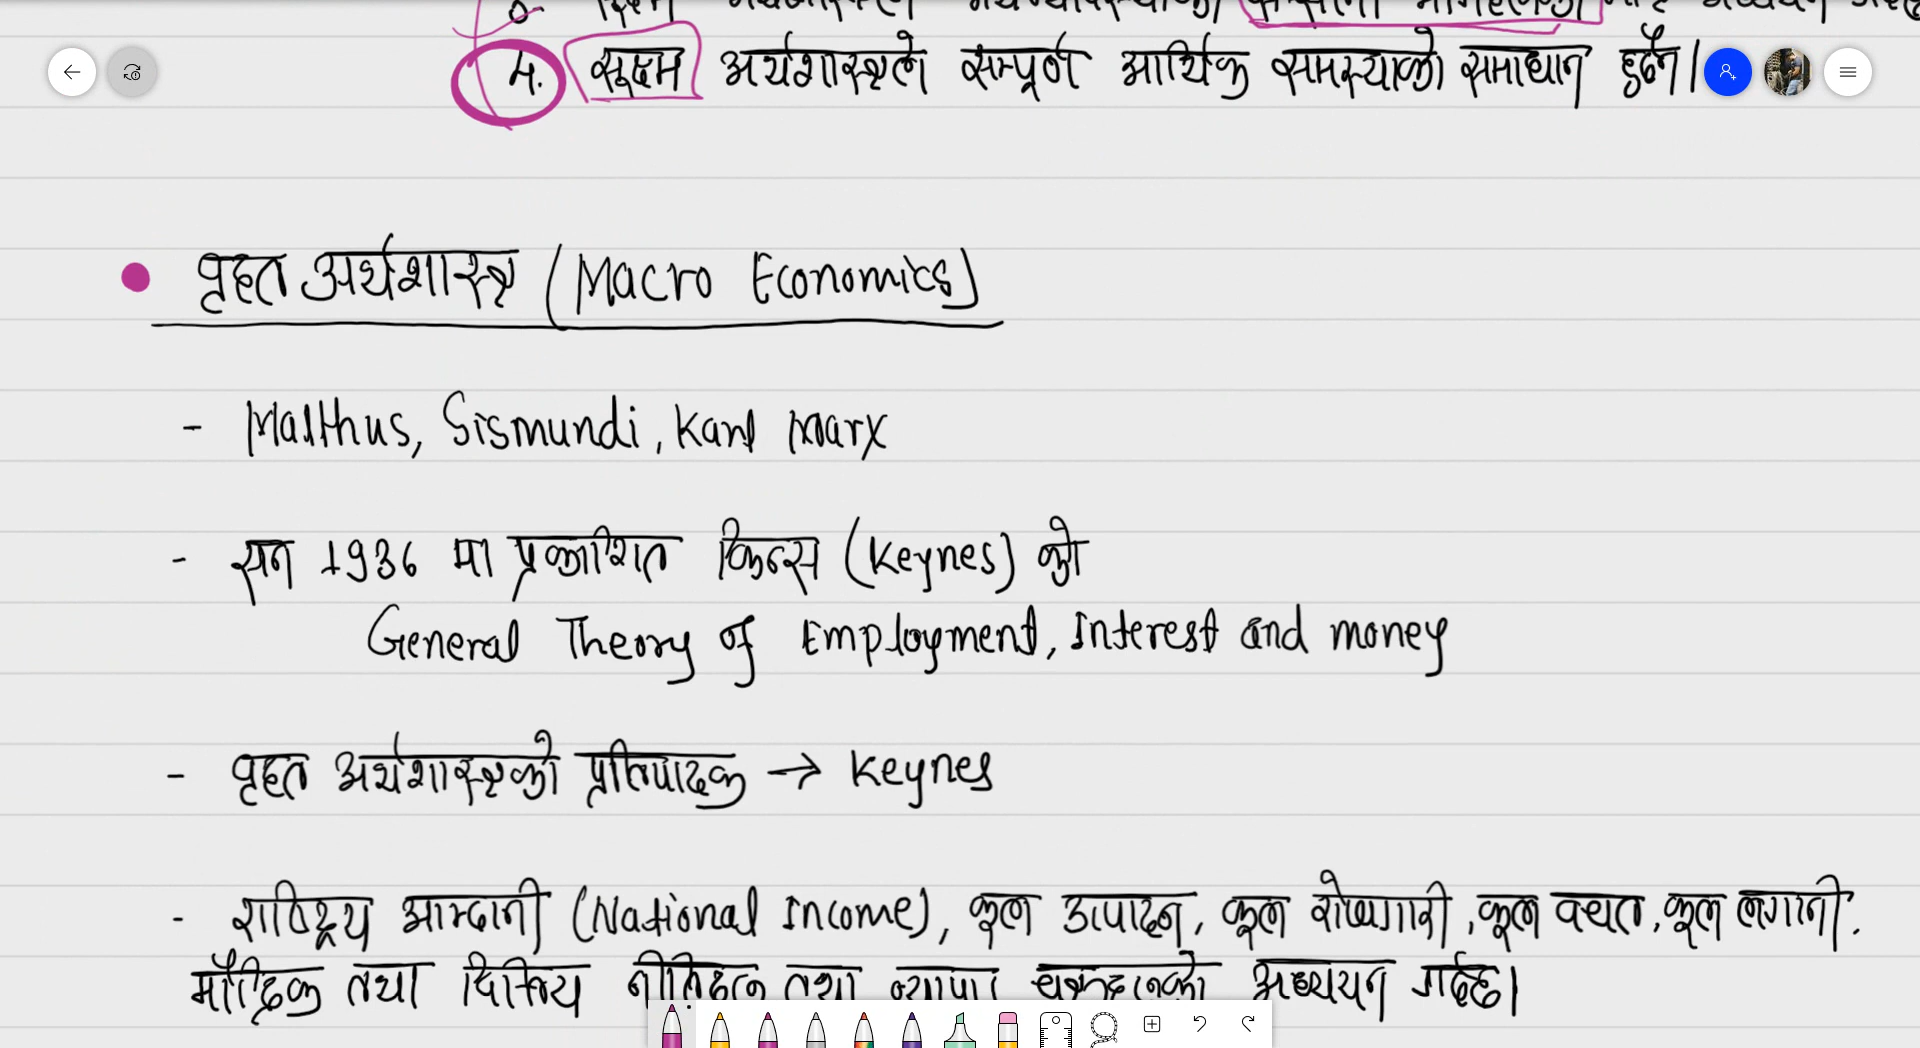 ५. सूक्ष्म अर्थशास्त्रले सम्पूर्ण आर्थिक समस्याको समाधान हुदैन।
वृहत अर्थशास्त्र (Macro Economics)
- Malthus, Sismundi, Karl Marx
- सन 1936 मा प्रकाशित किन्स (Keynes) को
General Theory of Employment, Interest and money
- वृहत अर्थशास्त्रको प्रतिपादक → Keynes
- राष्ट्रिय आम्दानी (National Income), कूल उत्पादन, कूल रोजगारी, कूल वचत, कूल लगानी.
मौद्रिक तथा वित्तिय नीतिहरू तथा व्यापार चक्रहरूको अध्ययन गर्दछ।